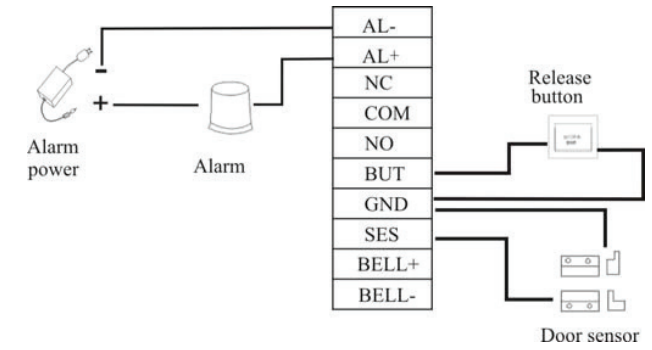 AL-
AL+
NC
COM
NO
BUT
GND
SES
BELL+
BELL-
-
+
Alarm
power
Alarm
Release
button
Door sensor